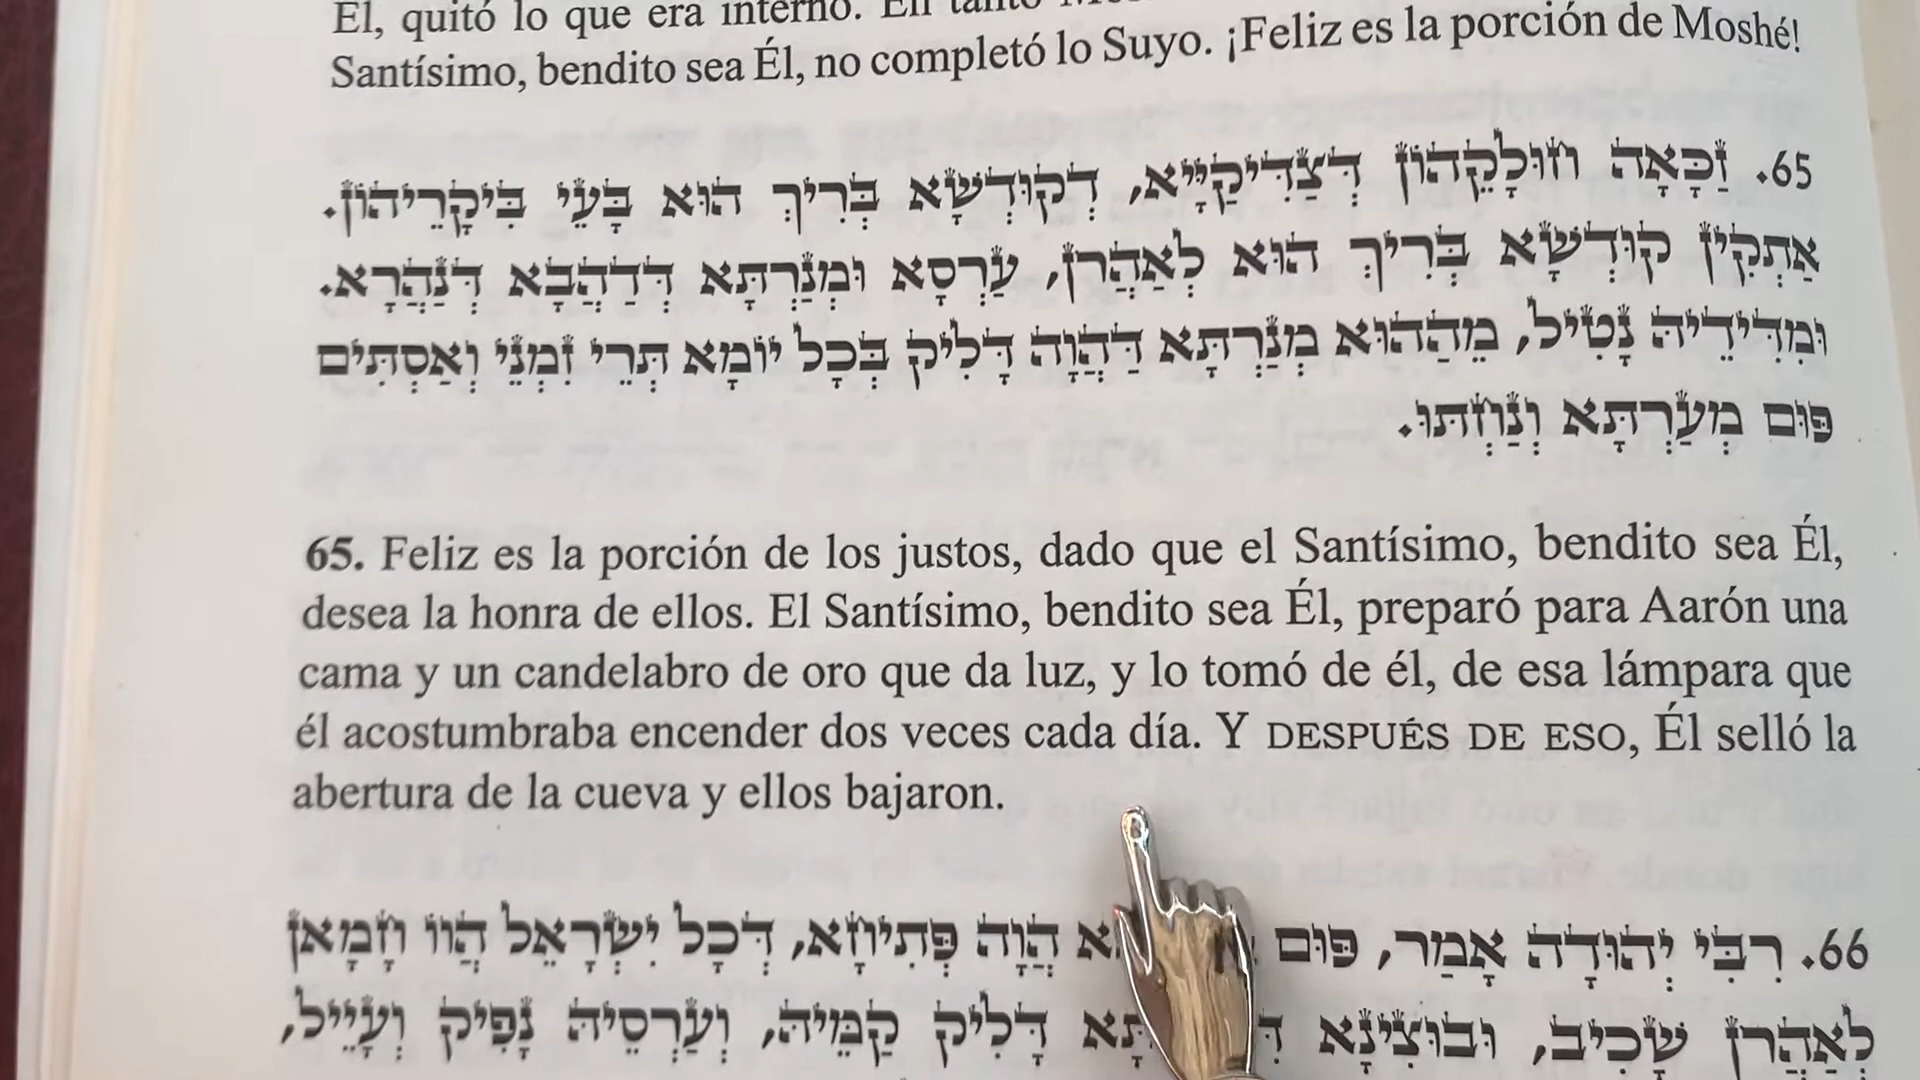 Él, quitó lo que era interno. En tanto
Santísimo, bendito sea Él, no completó lo Suyo. ¡Feliz es la porción de Moshé!
65. זַכָּאָה חוּלָקֵהוֹן דְּצַדִּיקַיָּיא, דְקוּדְשָׁא בְּרִיךְ הוּא בָּעֵי בִּיקָרֵיהוֹן.
אַתְקִין קוּדְשָׁא בְּרִיךְ הוּא לְאַהֲרֹן, עַרְסָא וּמְנַרְתָּא דְּדַהֲבָא דְּנַהֲרָא.
וּמִדִּידֵיהּ נָטִיל, מֵהַהוּא מְנַרְתָּא דַּהֲוָה דָּלִיק בְּכָל יוֹמָא תְּרֵי זִמְנֵי וְאַסְתִּים
פּוּם מְעַרְתָּא וְנַחְתּוּ.
65. Feliz es la porción de los justos, dado que el Santísimo, bendito sea Él,
desea la honra de ellos. El Santísimo, bendito sea Él, preparó para Aarón una
cama y un candelabro de oro que da luz, y lo tomó de él, de esa lámpara que
él acostumbraba encender dos veces cada día. Y DESPUÉS DE ESO, Él selló la
abertura de la cueva y ellos bajaron.
66. רִבִּי יְהוּדָה אָמַר, פּוּם הֲוָה פְּתִיחָא, דְּכָל יִשְׂרָאֵל הֲווֹ חָמָאן
לְאַהֲרֹן שָׁכִיב, וּבוּצִינָא דָּלִיק קַמֵּיהּ, וְעַרְסֵיהּ נָפִיק וְעָיֵיל,